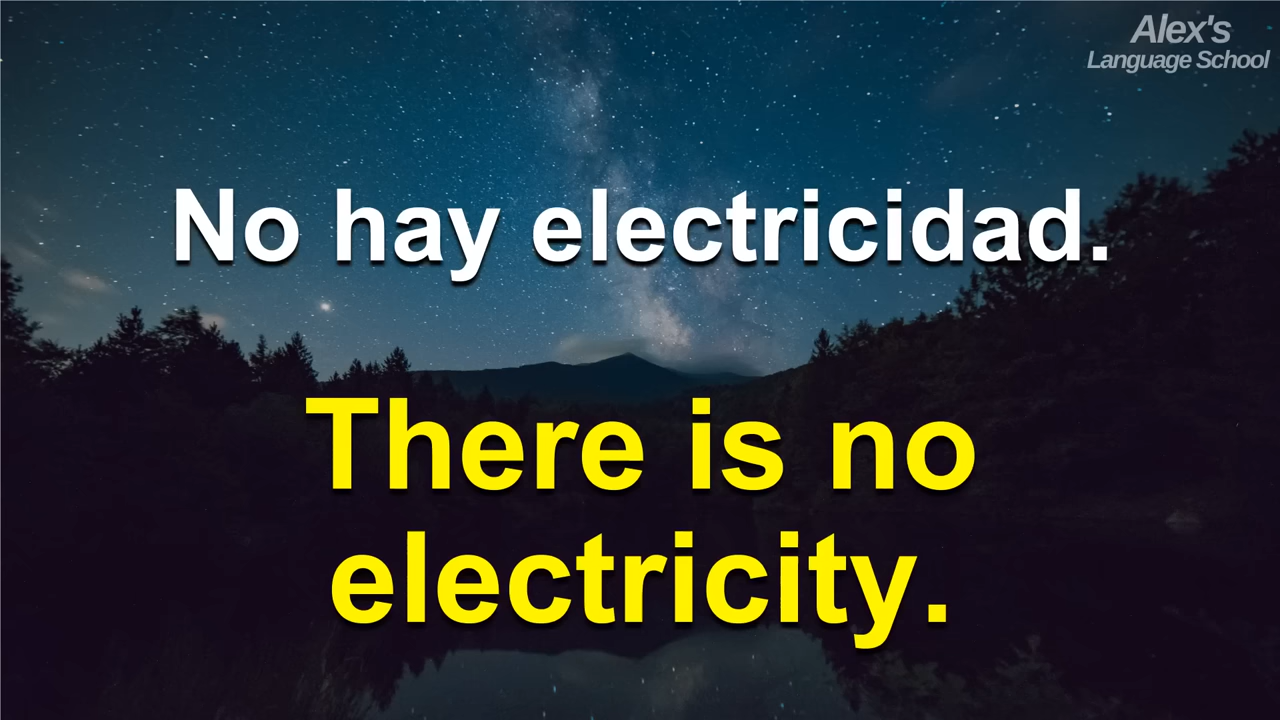 Alex's
Language School
No hay electricidad.
There is no
electricity.